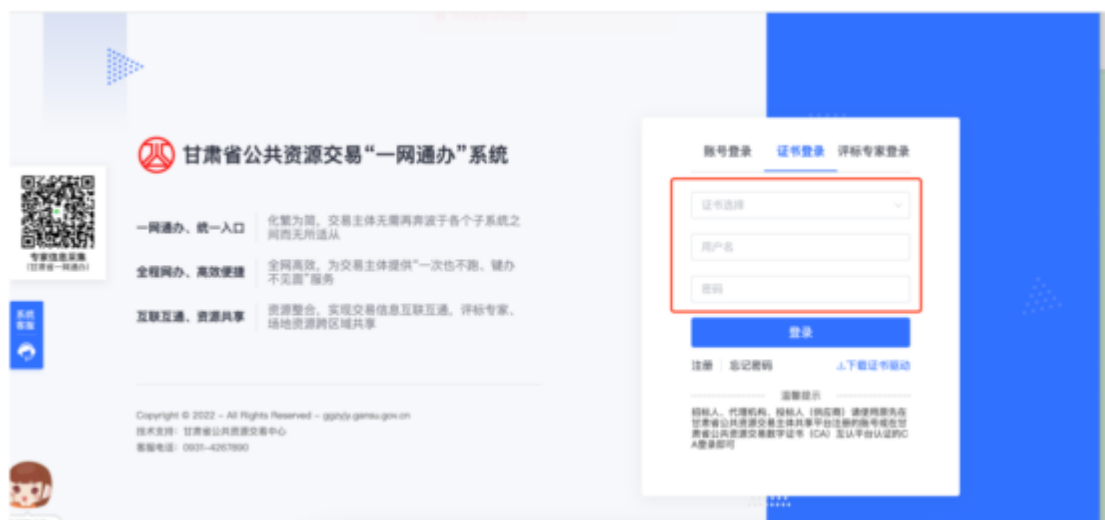 甘肃省公共资源交易“一网通办”系统
专家信息采集
(甘肃省一网通办)
系统
客服
一网通办、统一入口
化繁为简，交易主体无需再奔波于各个子系统之
间而无所适从
全程网办、高效便捷
全网高效，为交易主体提供“一次也不跑、键办
不见面”服务
互联互通、资源共享
资源整合，实现交易信息互联互通，评标专家、
场地资源跨区域共享
Copyright © 2022 - All Rights Reserved - ggzyjy.gansu.gov.cn
技术支持：甘肃省公共资源交易中心
客服电话：0931-4267890
账号登录 证书登录 评标专家登录
证书选择
用户名
密码
登录
注册 忘记密码 下载证书驱动
温馨提示
招标人、代理机构、投标人（供应商）请使用原先在
甘肃省公共资源交易主体共享平台注册的账号或在甘
肃省公共资源交易数字证书（CA）互认平台认证的C
A登录即可